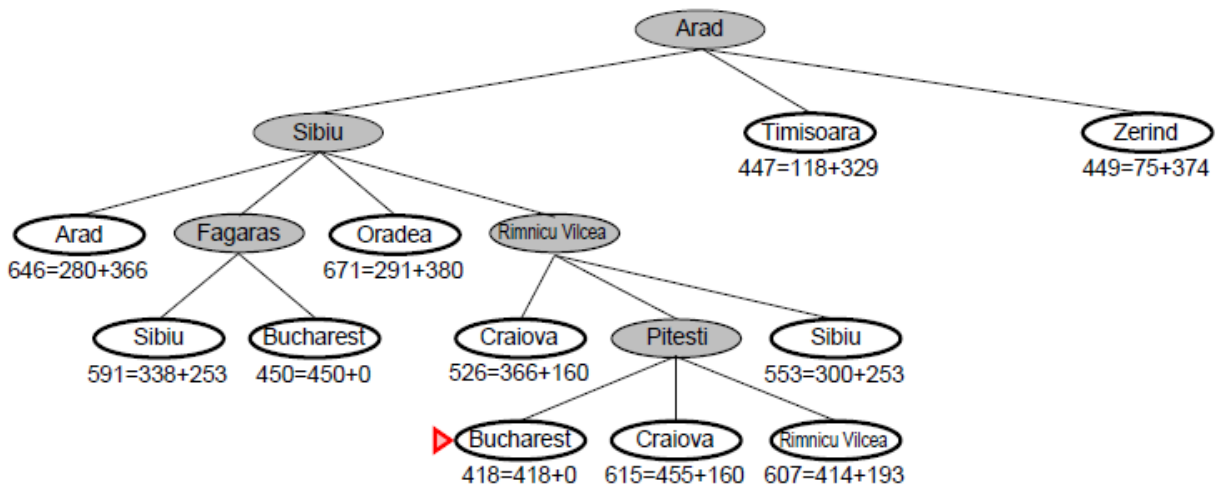 Arad
Sibiu
Timisoara
Zerind
447=118+329
449=75+374
Arad
Fagaras
Oradea
Rimnicu Vilcea
646=280+366
671=291+380
Sibiu
Bucharest
Craiova
Pitesti
Sibiu
591=338+253
450=450+0
526=366+160
553=300+253
Bucharest
Craiova
Rimnicu Vilcea
418=418+0
615=455+160
607=414+193